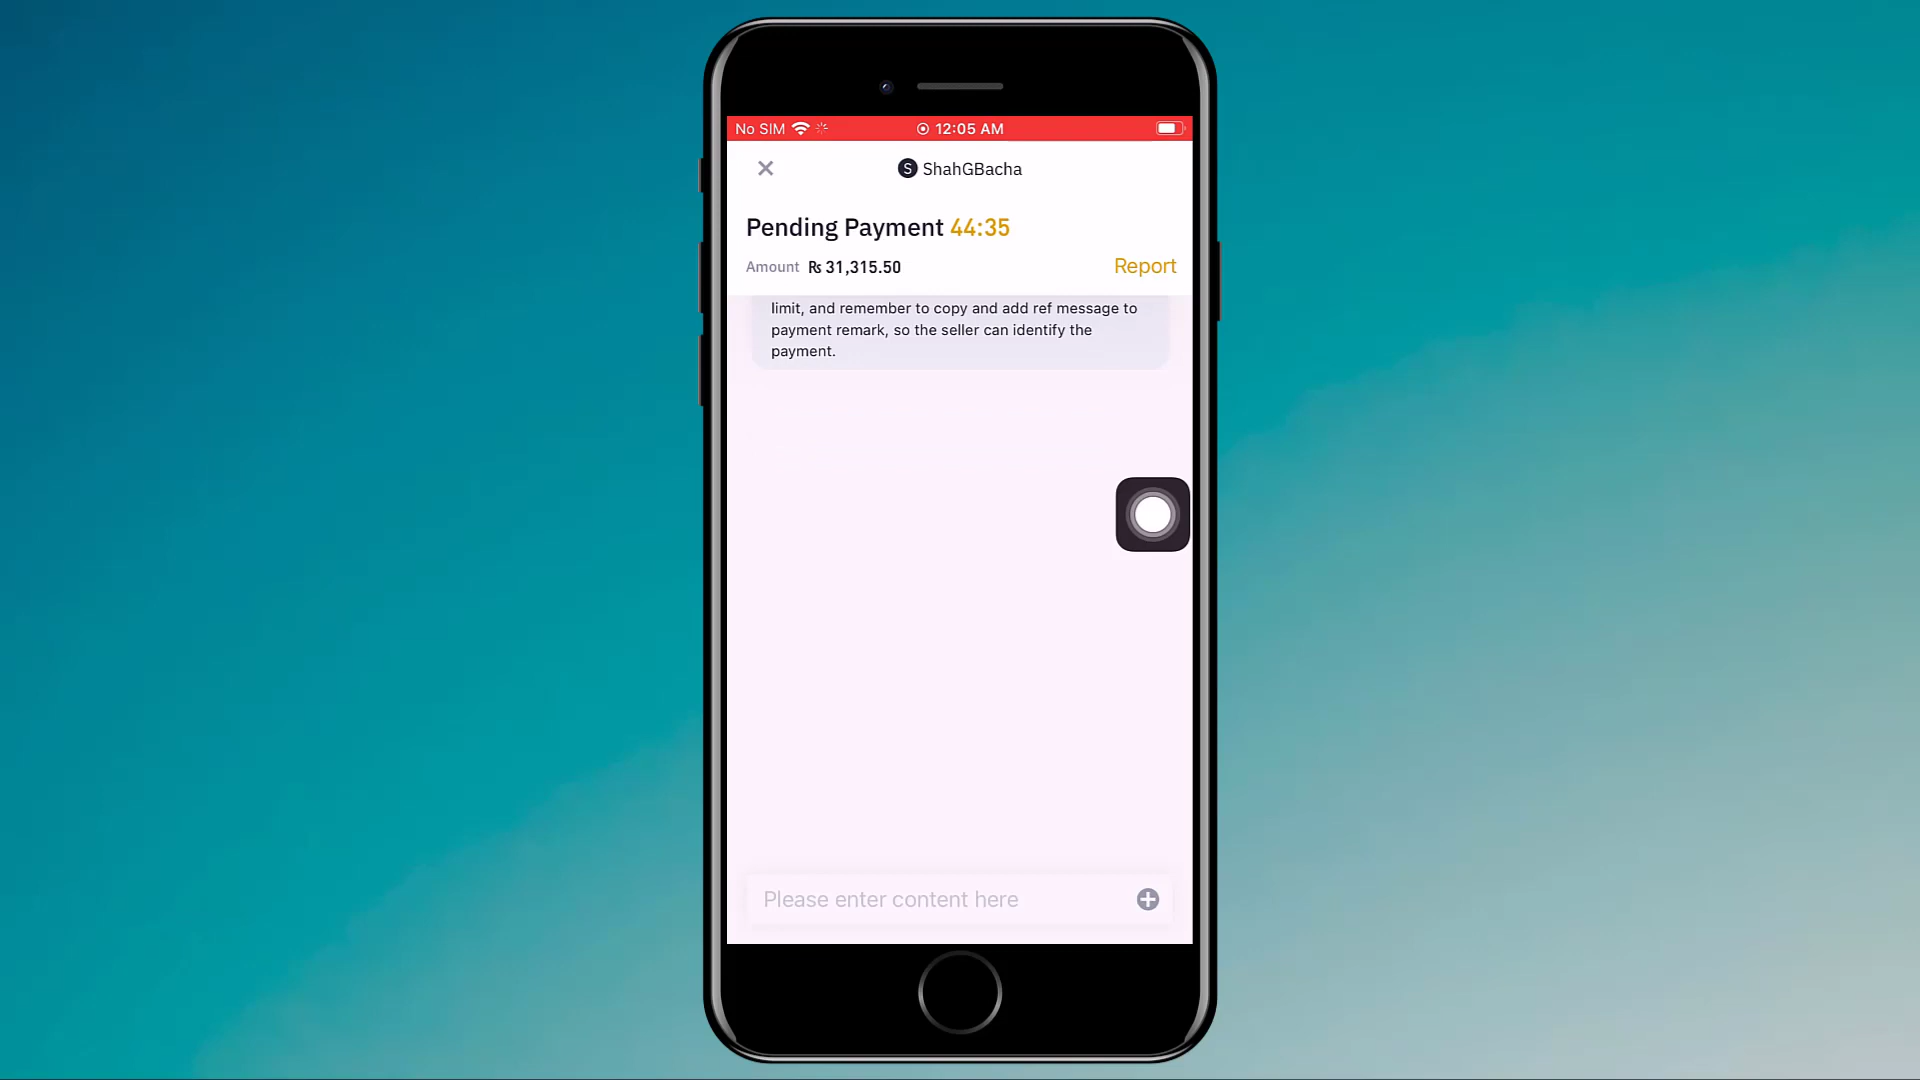 No SIM 12:05 AM
S ShahGBacha
Pending Payment 44:35
Amount ₨ 31,315.50 Report
limit, and remember to copy and add ref message to
payment remark, so the seller can identify the
payment.
Please enter content here